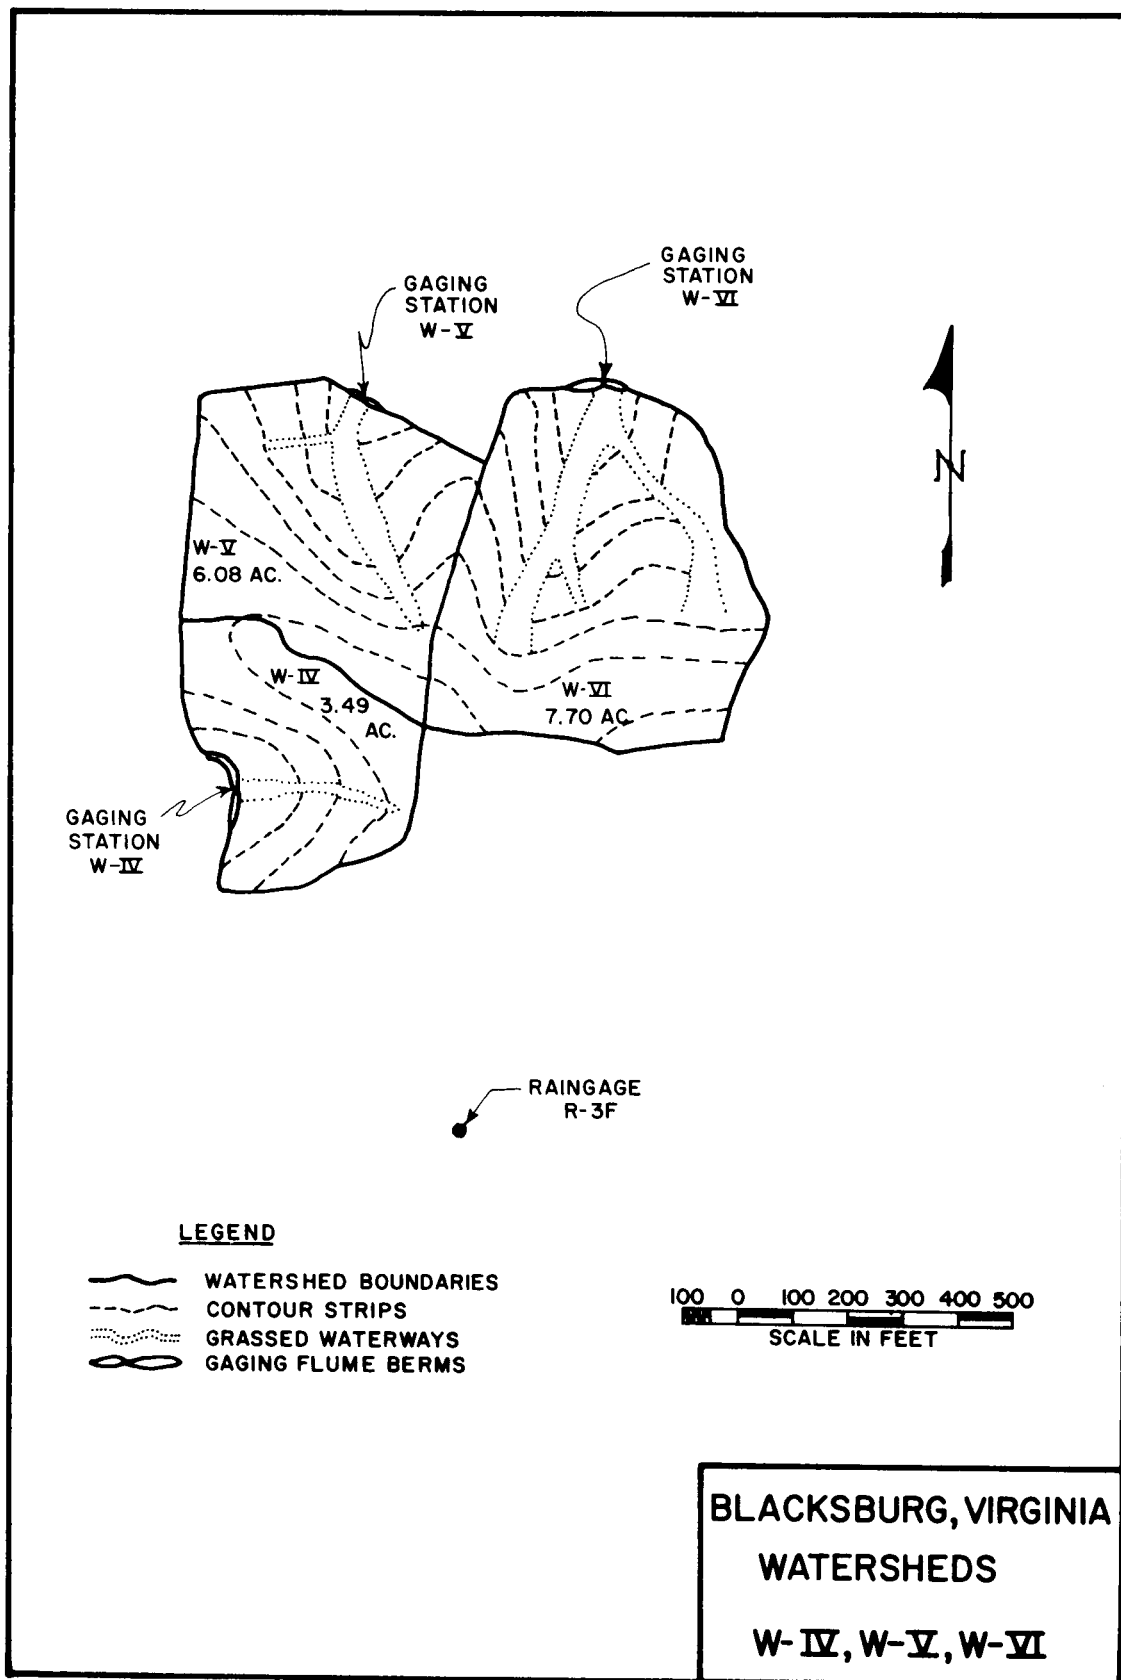 GAGING
STATION
W-VI
GAGING
STATION
W-V
N
W-V
6.08 AC.
W-IV
3.49
AC.
W-VI
7.70 AC.
GAGING
STATION
W-IV
RAINGAGE
R-3F
LEGEND
WATERSHED BOUNDARIES
CONTOUR STRIPS
GRASSED WATERWAYS
GAGING FLUME BERMS
100 0 100 200 300 400 500
SCALE IN FEET
BLACKSBURG, VIRGINIA
WATERSHEDS
W-IV, W-V, W-VI